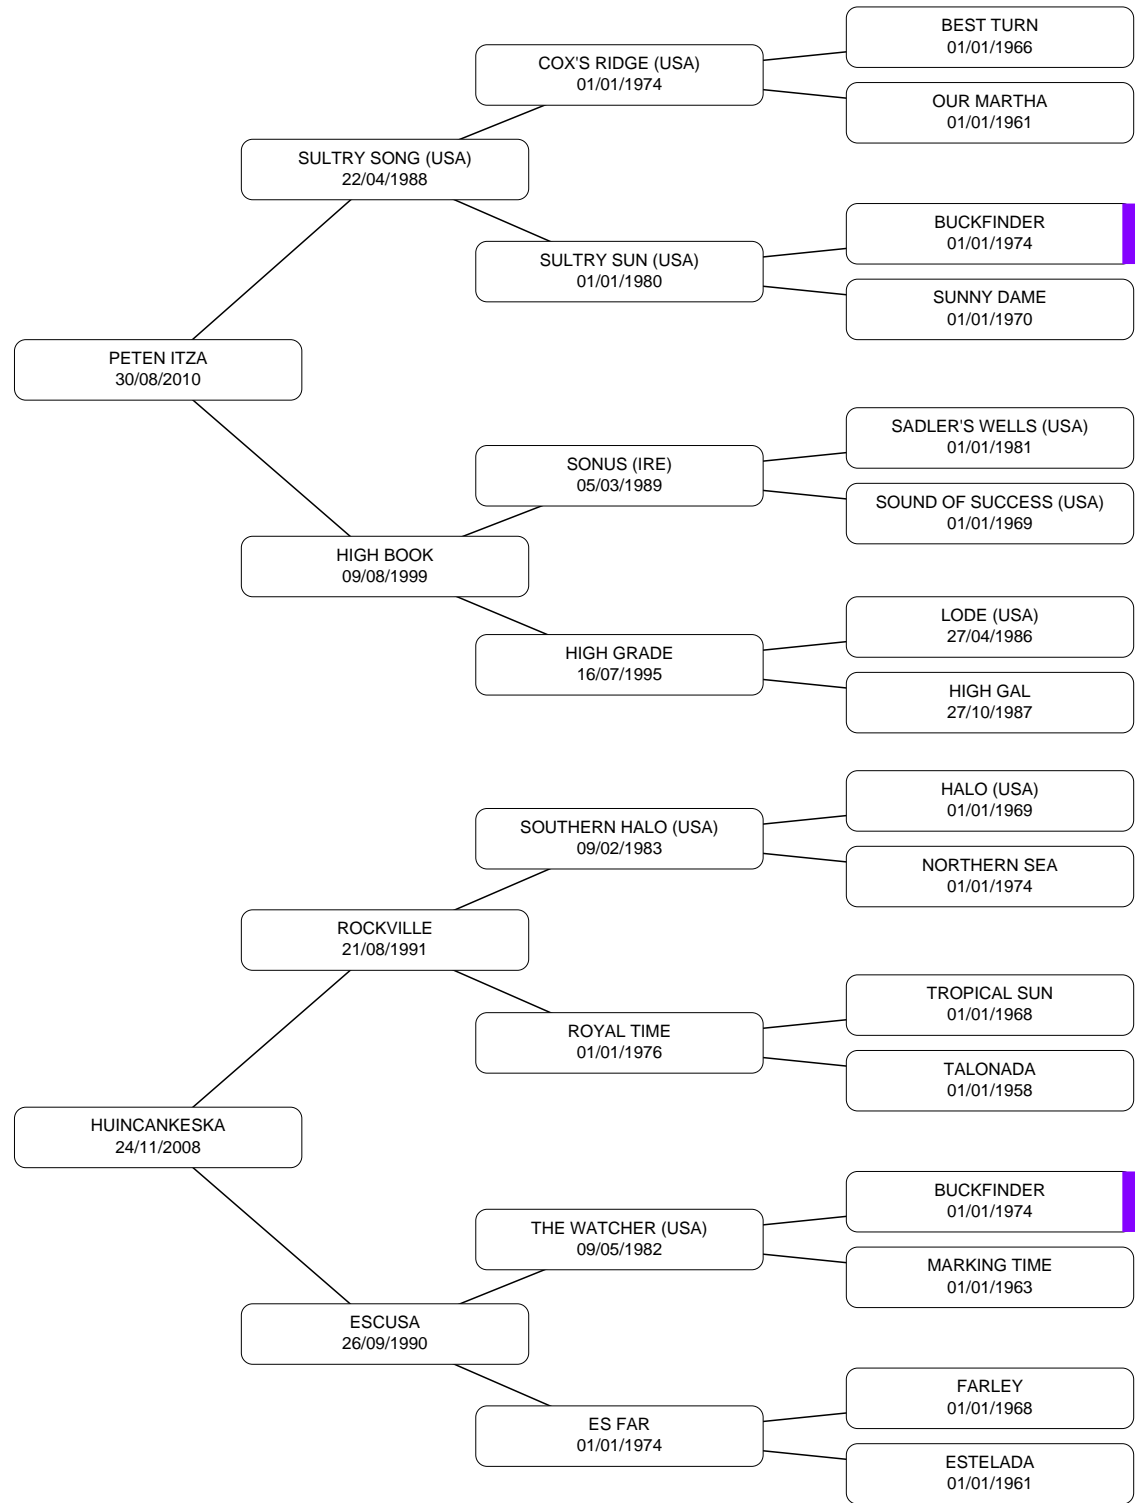 BEST TURN
01/01/1966
COX'S RIDGE (USA)
01/01/1974
OUR MARTHA
01/01/1961
SULTRY SONG (USA)
22/04/1988
BUCKFINDER
01/01/1974
SULTRY SUN (USA)
01/01/1980
SUNNY DAME
01/01/1970
PETEN ITZA
30/08/2010
SADLER'S WELLS (USA)
01/01/1981
SONUS (IRE)
05/03/1989
SOUND OF SUCCESS (USA)
01/01/1969
HIGH BOOK
09/08/1999
LODE (USA)
27/04/1986
HIGH GRADE
16/07/1995
HIGH GAL
27/10/1987
HALO (USA)
01/01/1969
SOUTHERN HALO (USA)
09/02/1983
NORTHERN SEA
01/01/1974
ROCKVILLE
21/08/1991
TROPICAL SUN
01/01/1968
ROYAL TIME
01/01/1976
TALONADA
01/01/1958
HUINCANKESKA
24/11/2008
BUCKFINDER
01/01/1974
THE WATCHER (USA)
09/05/1982
MARKING TIME
01/01/1963
ESCUSA
26/09/1990
FARLEY
01/01/1968
ES FAR
01/01/1974
ESTELADA
01/01/1961